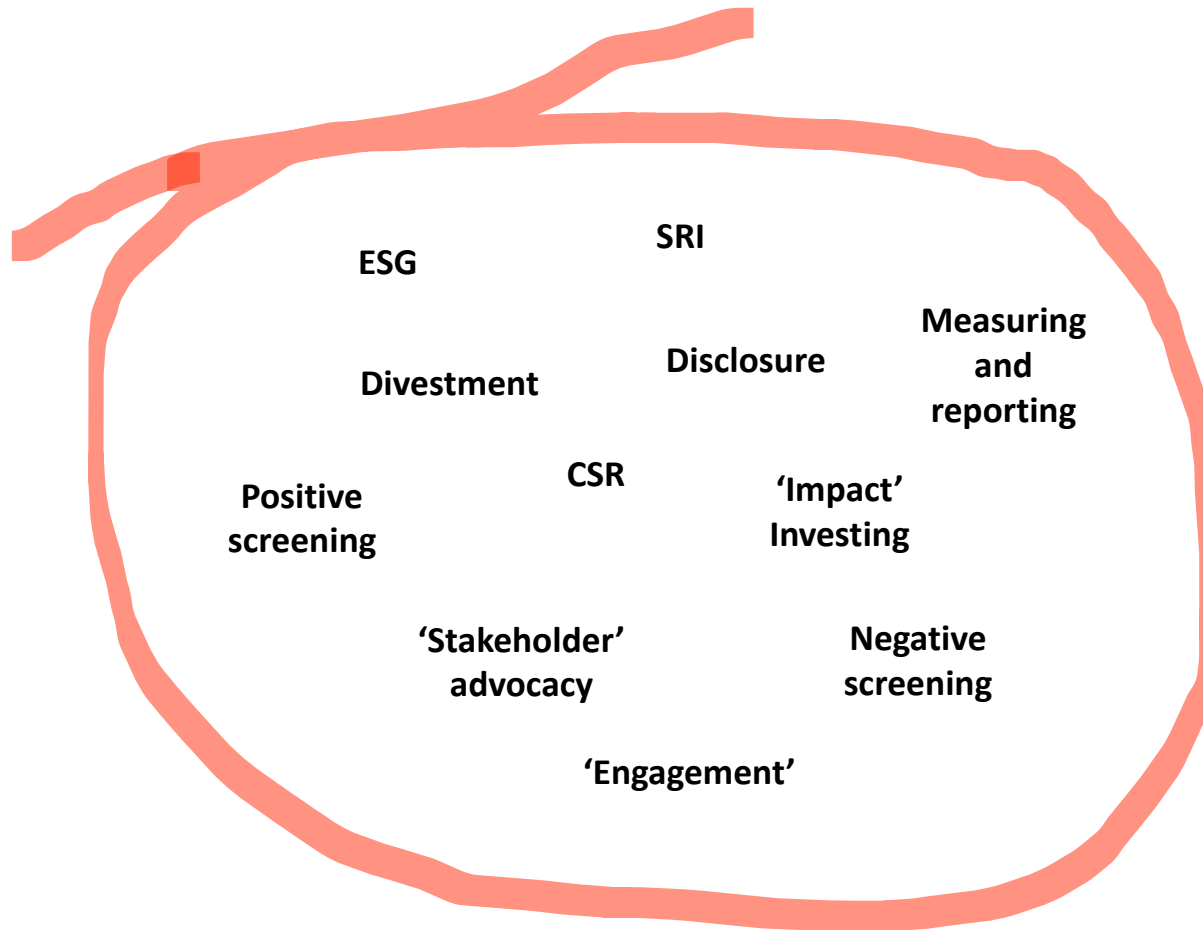 SRI
ESG
Measuring
and
reporting
Disclosure
Divestment
CSR
‘Impact’
Investing
Positive
screening
‘Stakeholder’
advocacy
Negative
screening
‘Engagement’